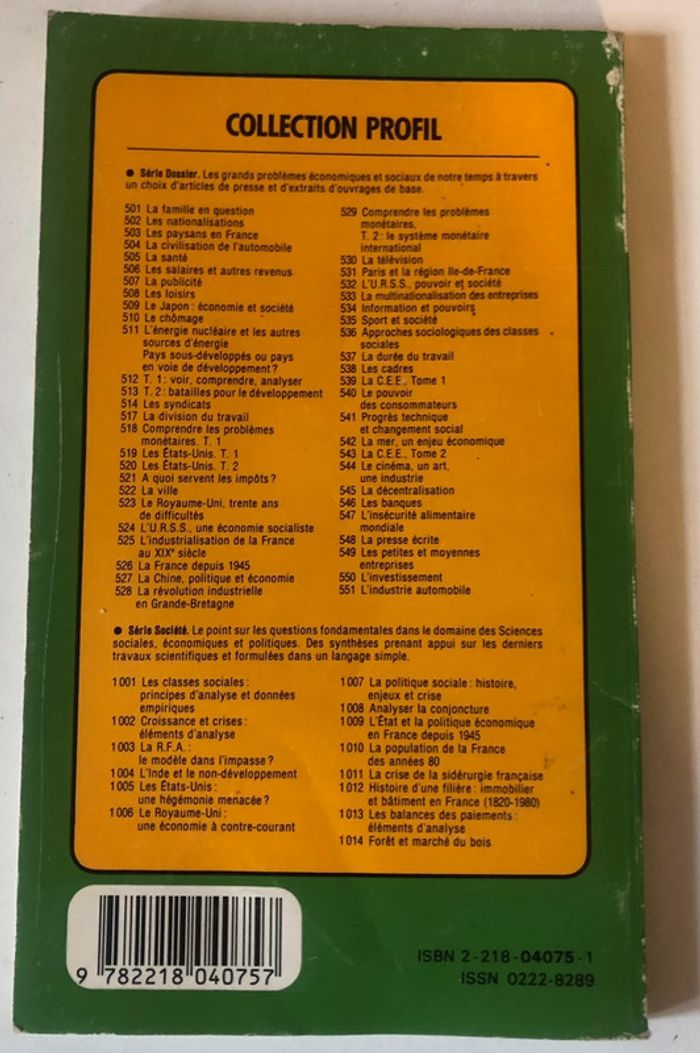 COLLECTION PROFIL
● Série Dossier. Les grands problèmes économiques et sociaux de notre temps à travers
un choix d'articles de presse et d'extraits d'ouvrages de base.
501 La famille en question
502 Les nationalisations
503 Les paysans en France
504 La civilisation de l'automobile
505 La santé
506 Les salaires et autres revenus
507 La publicité
508 Les loisirs
509 Le Japon : économie et société
510 Le chômage
511 L'énergie nucléaire et les autres
sources d'énergie
Pays sous-développés ou pays
en voie de développement ?
512 T. 1 : voir, comprendre, analyser
513 T. 2 : batailles pour le développement
514 Les syndicats
517 La division du travail
518 Comprendre les problèmes
monétaires. T. 1
519 Les États-Unis. T. 1
520 Les États-Unis. T. 2
521 A quoi servent les impôts ?
522 La ville
523 Le Royaume-Uni, trente ans
de difficultés
524 L'U.R.S.S., une économie socialiste
525 L'industrialisation de la France
au XIXe siècle
526 La France depuis 1945
527 La Chine, politique et économie
528 La révolution industrielle
en Grande-Bretagne
529 Comprendre les problèmes
monétaires,
T. 2 : le système monétaire
international
530 La télévision
531 Paris et la région Ile-de-France
532 L'U.R.S.S., pouvoir et société
533 La multinationalisation des entreprises
534 Information et pouvoirs
535 Sport et société
536 Approches sociologiques des classes
sociales
537 La durée du travail
538 Les cadres
539 La C.E.E., Tome 1
540 Le pouvoir
des consommateurs
541 Progrès technique
et changement social
542 La mer, un enjeu économique
543 La C.E.E., Tome 2
544 Le cinéma, un art,
une industrie
545 La décentralisation
546 Les banques
547 L'insécurité alimentaire
mondiale
548 La presse écrite
549 Les petites et moyennes
entreprises
550 L'investissement
551 L'industrie automobile
● Série Société. Le point sur les questions fondamentales dans le domaine des Sciences
sociales, économiques et politiques. Des synthèses prenant appui sur les derniers
travaux scientifiques et formulées dans un langage simple.
1001 Les classes sociales :
principes d'analyse et données
empiriques
1002 Croissance et crises :
éléments d'analyse
1003 La R.F.A. :
le modèle dans l'impasse ?
1004 L'Inde et le non-développement
1005 Les États-Unis :
une hégémonie menacée ?
1006 Le Royaume-Uni :
une économie à contre-courant
1007 La politique sociale : histoire,
enjeux et crise
1008 Analyser la conjoncture
1009 L'État et la politique économique
en France depuis 1945
1010 La population de la France
des années 80
1011 La crise de la sidérurgie française
1012 Histoire d'une filière : immobilier
et bâtiment en France (1820-1980)
1013 Les balances des paiements :
éléments d'analyse
1014 Forêt et marché du bois
9 782218 040757
ISBN 2-218-04075-1
ISSN 0222-8289